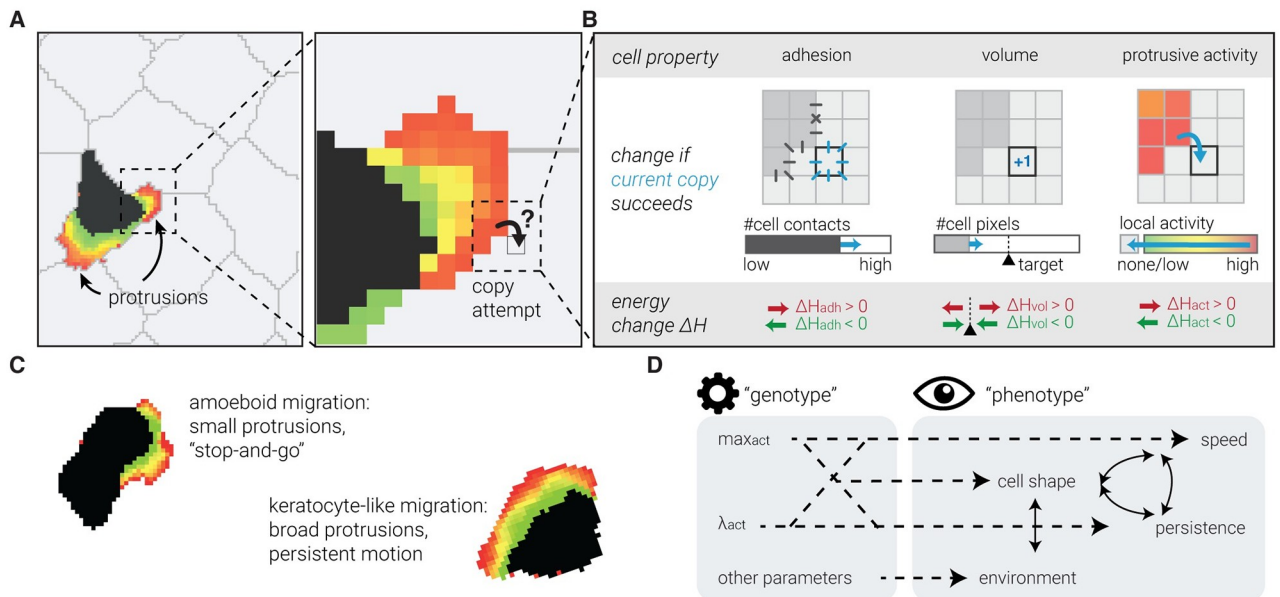 A
B
cell property
adhesion
volume
protrusive activity
change if
current copy
succeeds
+1
#cell contacts
#cell pixels
local activity
low
high
target
none/low
high
energy
change ΔH
ΔHadh > 0
ΔHadh < 0
ΔHvol > 0
ΔHvol < 0
ΔHact > 0
ΔHact < 0
protrusions
?
copy
attempt
C
amoeboid migration:
small protrusions,
“stop-and-go”
keratocyte-like migration:
broad protrusions,
persistent motion
D
“genotype”
“phenotype”
maxact
speed
cell shape
λact
persistence
other parameters
environment